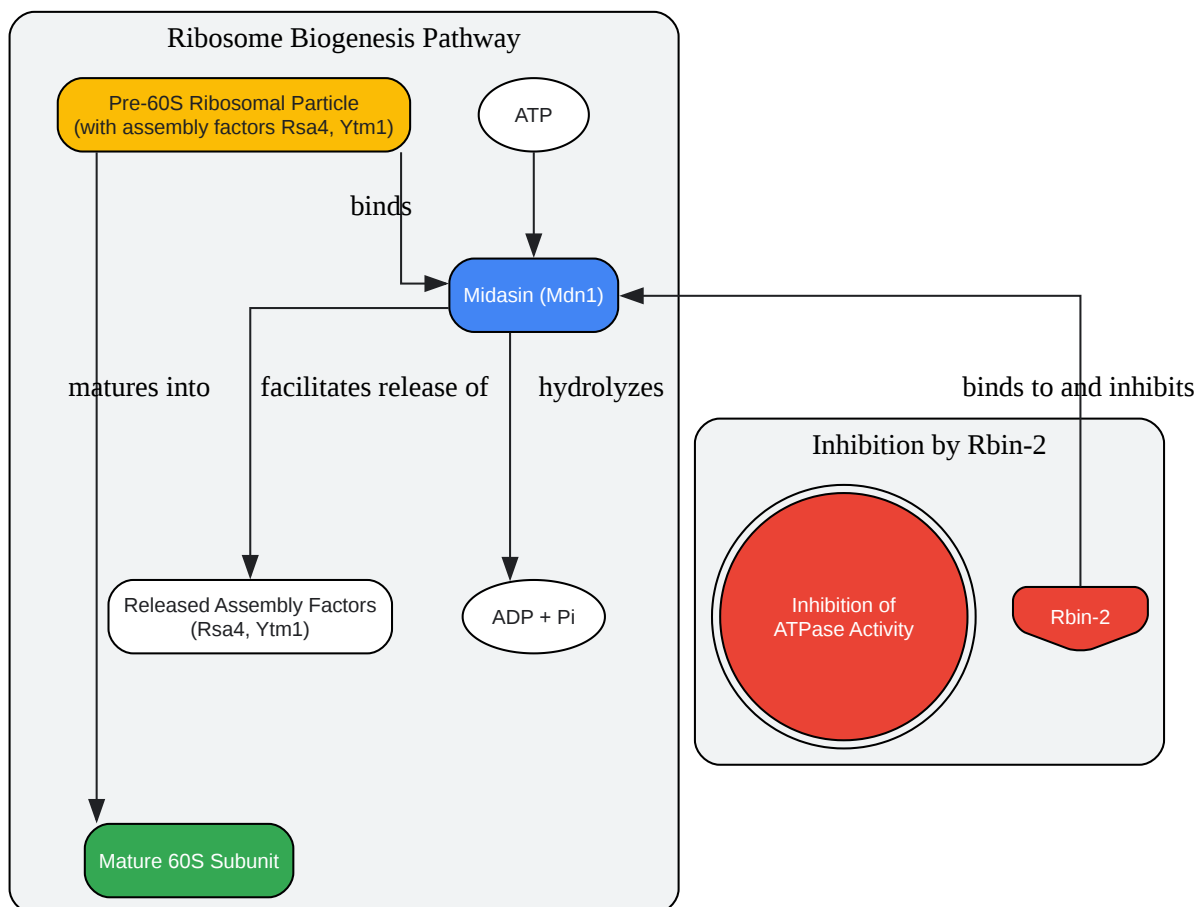 Ribosome Biogenesis Pathway
Pre-60S Ribosomal Particle
(with assembly factors Rsa4, Ytm1)
ATP
binds
Midasin (Mdn1)
matures into
facilitates release of
hydrolyzes
binds to and inhibits
Inhibition by Rbin-2
Released Assembly Factors
(Rsa4, Ytm1)
ADP + Pi
Inhibition of
ATPase Activity
Rbin-2
Mature 60S Subunit